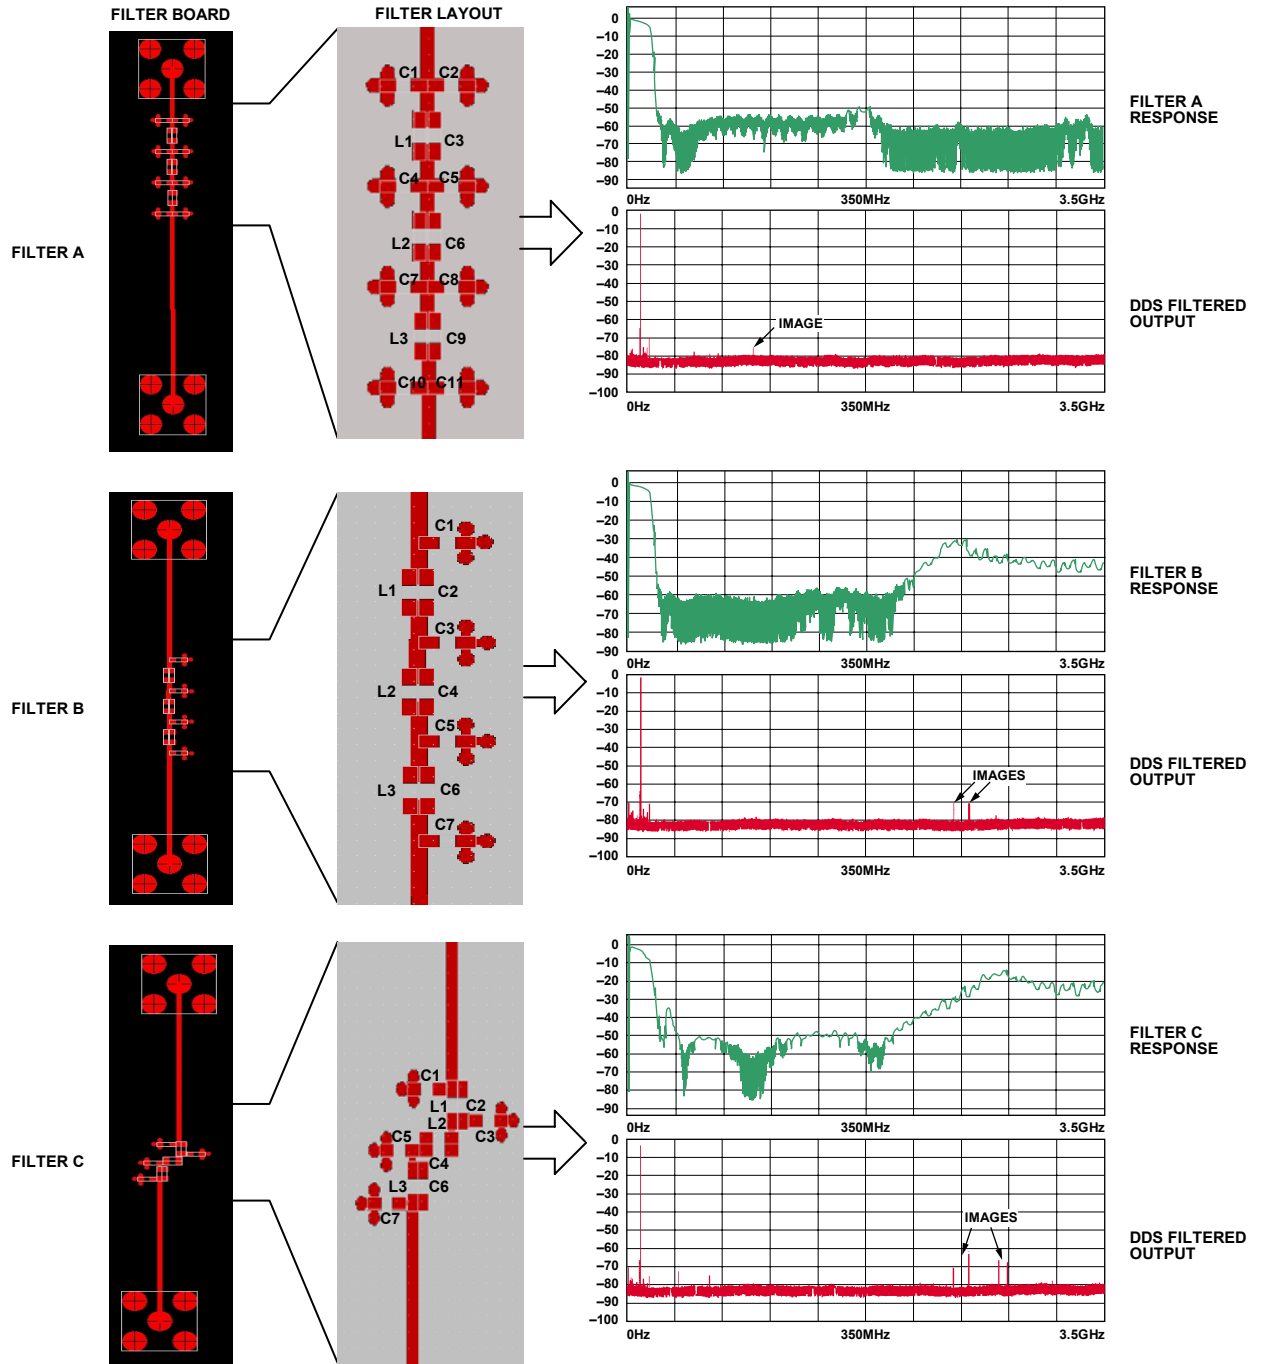 FILTER BOARD
FILTER LAYOUT
FILTER A
C1 C2
L1 C3
C4 C5
L2 C6
C7 C8
L3 C9
C10 C11
0
–10
–20
–30
–40
–50
–60
–70
–80
–90
0Hz 350MHz 3.5GHz
FILTER A
RESPONSE
0
–10
–20
–30
–40
–50
–60
–70
–80
–90
–100
IMAGE
0Hz 350MHz 3.5GHz
DDS FILTERED
OUTPUT
FILTER B
C1
L1 C2
C3
L2 C4
C5
L3 C6
C7
0
–10
–20
–30
–40
–50
–60
–70
–80
–90
0Hz 350MHz 3.5GHz
FILTER B
RESPONSE
0
–10
–20
–30
–40
–50
–60
–70
–80
–90
–100
IMAGES
0Hz 350MHz 3.5GHz
DDS FILTERED
OUTPUT
FILTER C
C1
L1 C2
L2
C5 C3
C4
L3 C6
C7
0
–10
–20
–30
–40
–50
–60
–70
–80
–90
0Hz 350MHz 3.5GHz
FILTER C
RESPONSE
0
–10
–20
–30
–40
–50
–60
–70
–80
–90
–100
IMAGES
0Hz 350MHz 3.5GHz
DDS FILTERED
OUTPUT